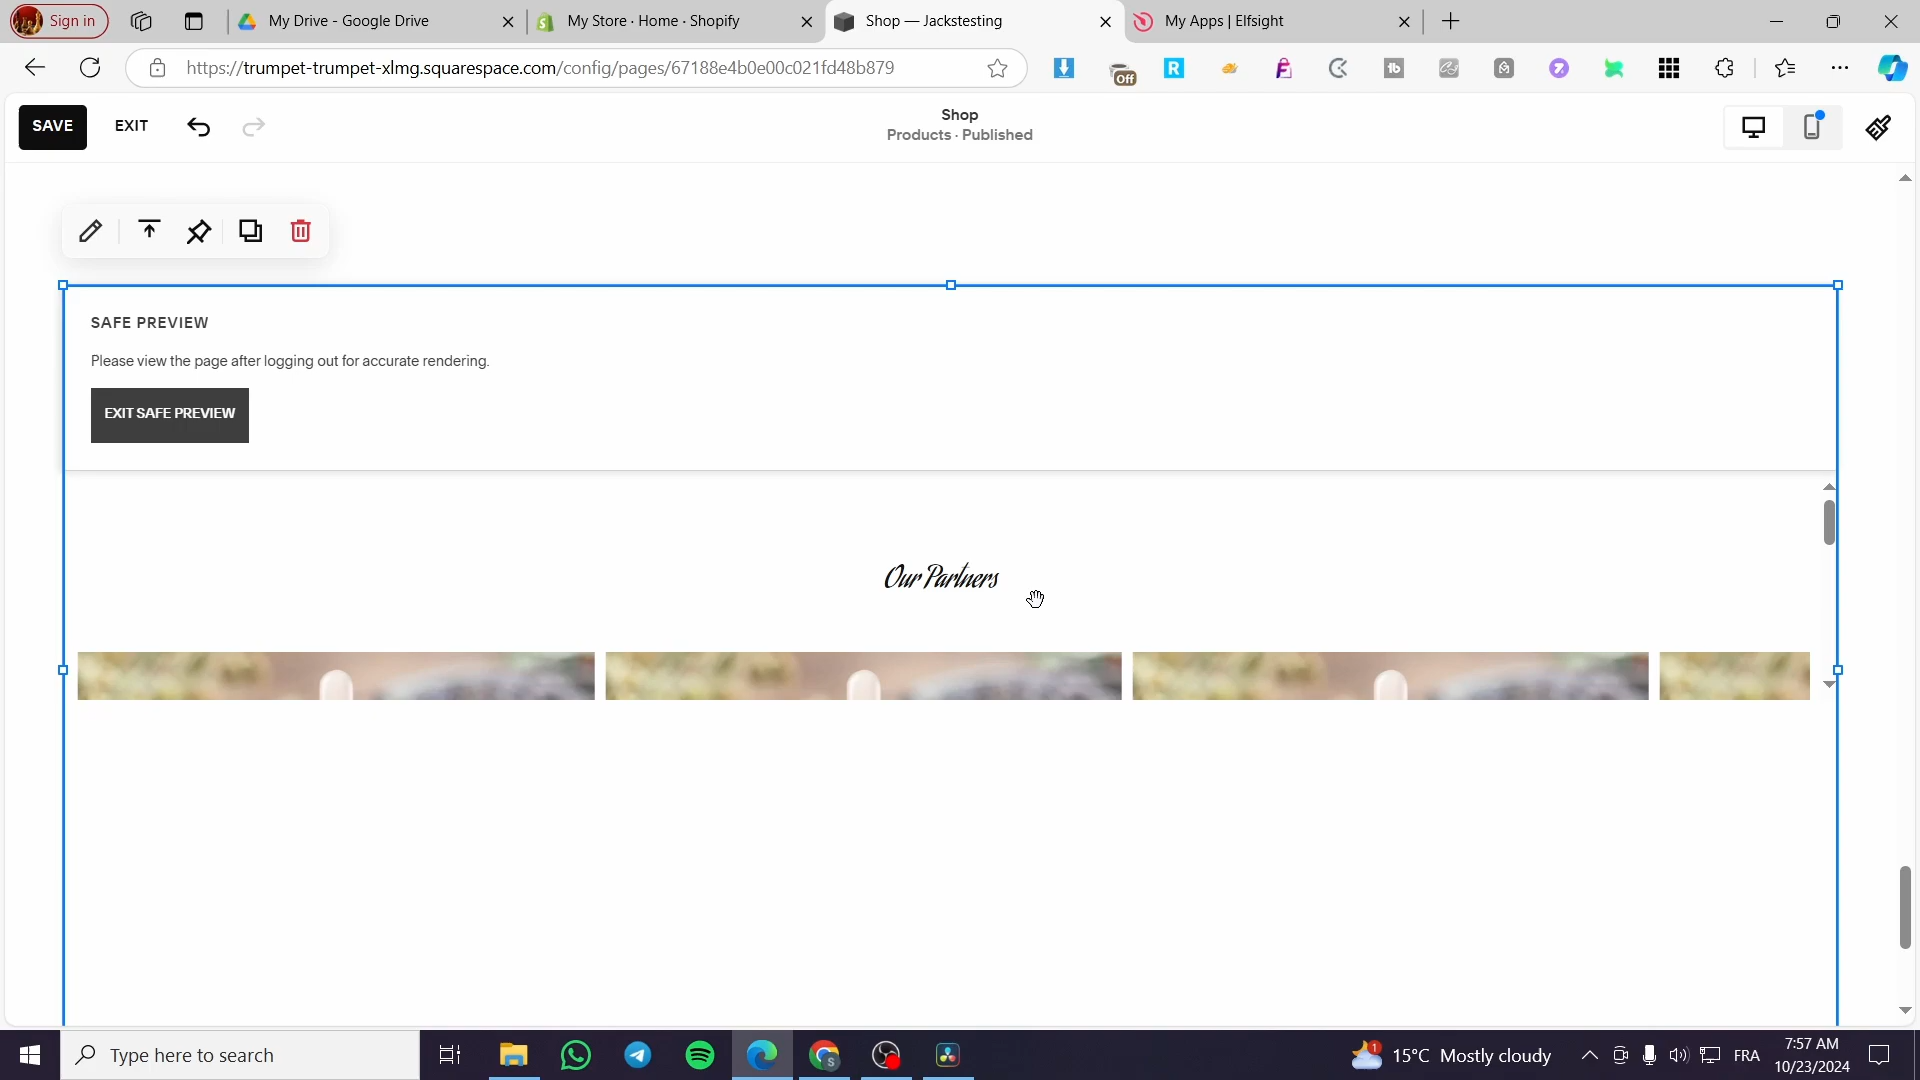 Sign in
My Drive - Google Drive
My Store · Home · Shopify
Shop — Jackstesting
My Apps | Elfsight
https://trumpet-trumpet-xlmg.squarespace.com/config/pages/67188e4b0e00c021fd48b879
Off
SAVE
EXIT
Shop
Products · Published
SAFE PREVIEW
Please view the page after logging out for accurate rendering.
EXIT SAFE PREVIEW
Our Partners
Type here to search
1
15°C Mostly cloudy
FRA
7:57 AM
10/23/2024